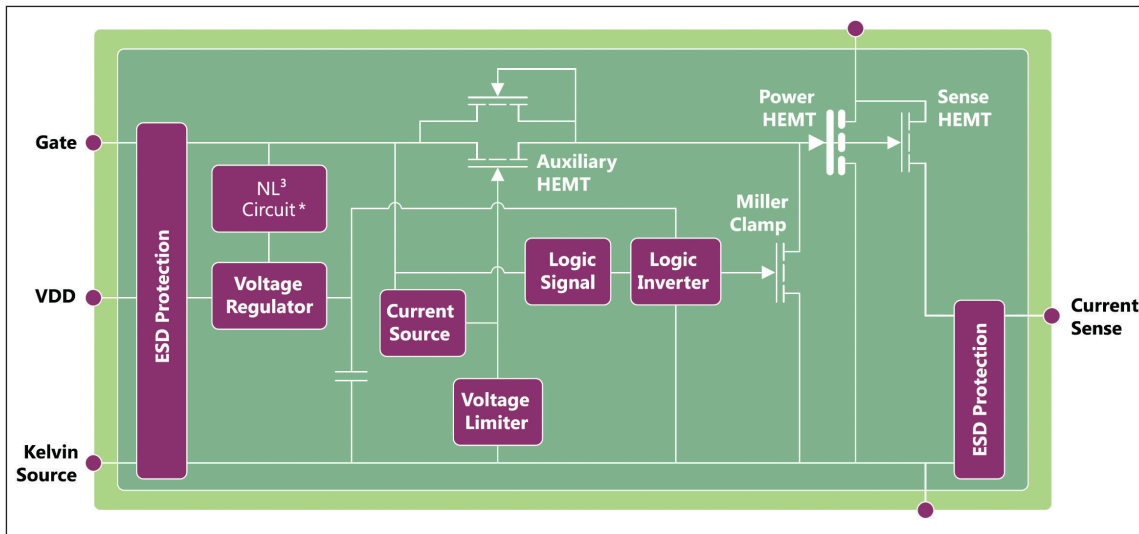 Gate
VDD
Kelvin
Source
ESD Protection
NL³
Circuit*
Voltage
Regulator
Current
Source
Voltage
Limiter
Auxiliary
HEMT
Logic
Signal
Logic
Inverter
Miller
Clamp
Power
HEMT
Sense
HEMT
ESD Protection
Current
Sense